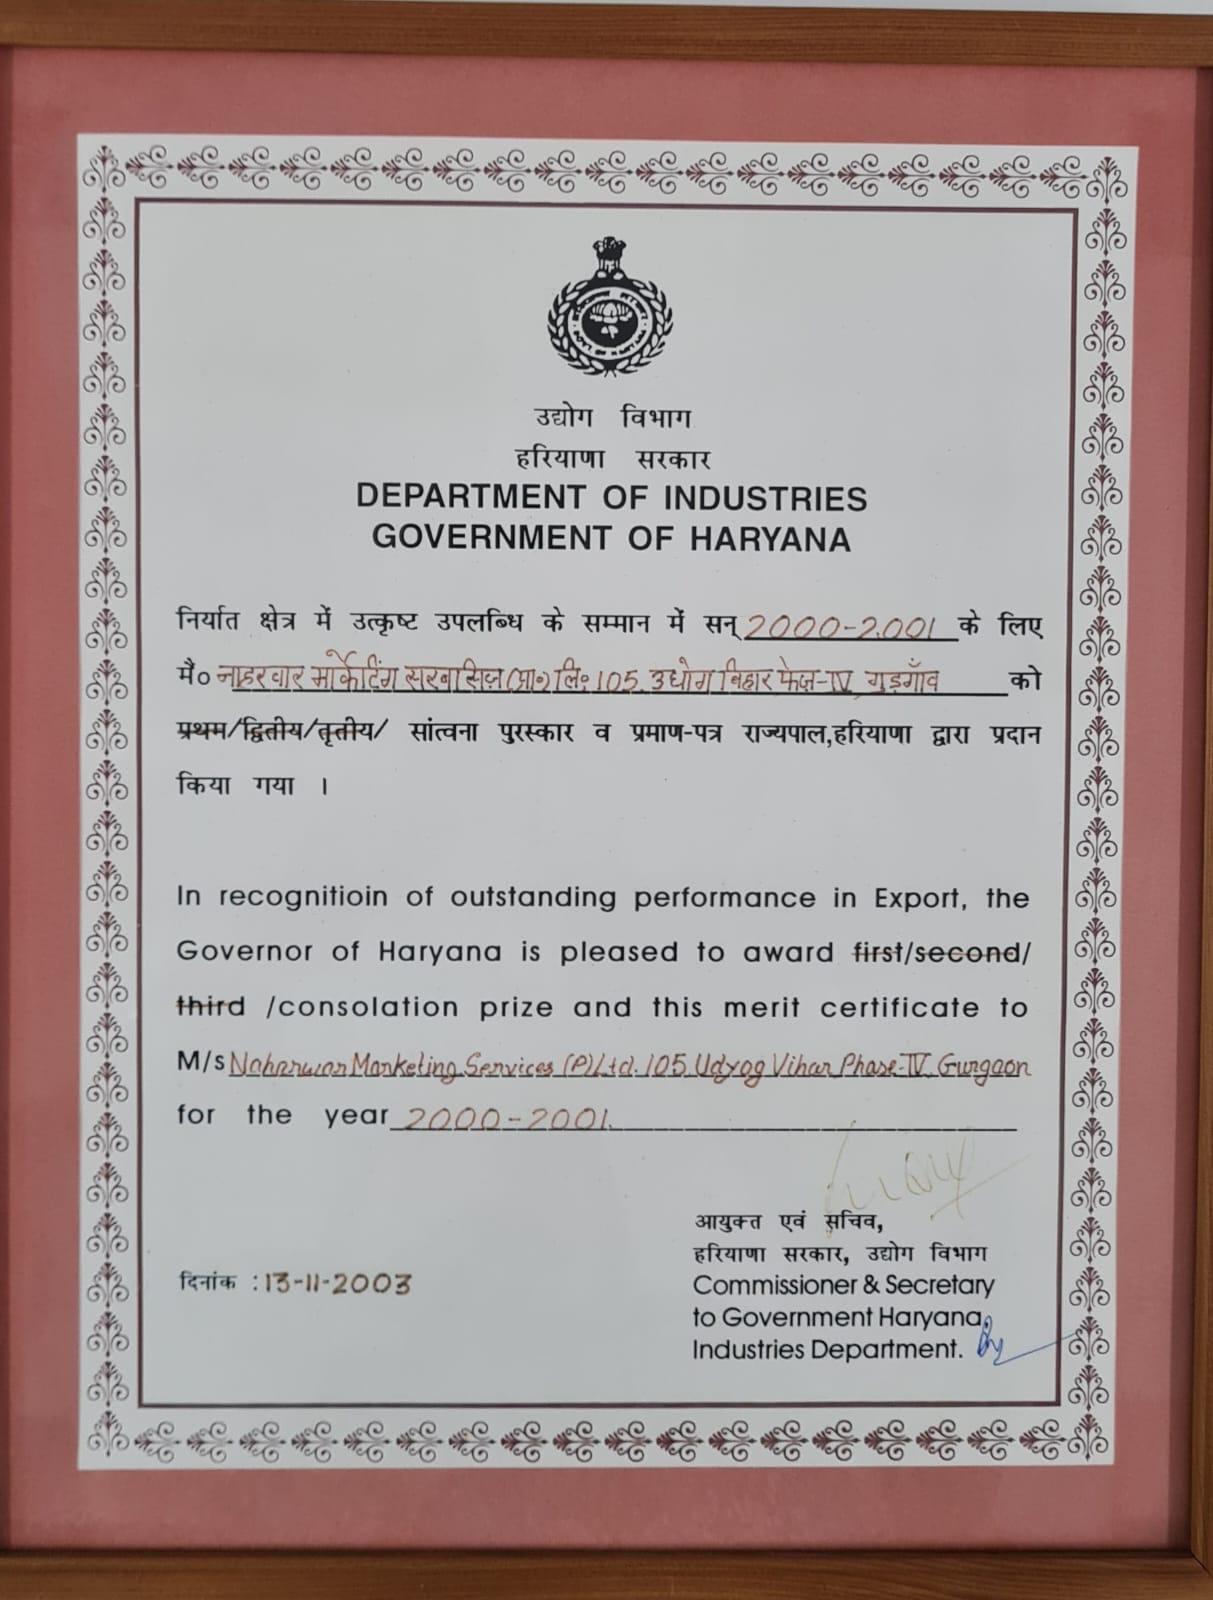 उद्योग विभाग
हरियाणा सरकार
DEPARTMENT OF INDUSTRIES
GOVERNMENT OF HARYANA
निर्यात क्षेत्र में उत्कृष्ट उपलब्धि के सम्मान में सन् 2000-2001 के लिए
मै० नाहरवार मार्केटिंग सरबासिज़ (प्रा०) लि० 105 उधोग विहार फेज़-IV गुड़गाँव को
प्रथम/द्वितीय/तृतीय/ सांत्वना पुरस्कार व प्रमाण-पत्र राज्यपाल,हरियाणा द्वारा प्रदान
किया गया ।
In recognitioin of outstanding performance in Export, the
Governor of Haryana is pleased to award first/second/
third /consolation prize and this merit certificate to
M/s Naharwar Marketing Services (P) Ltd. 105 Udyog Vihar Phase-IV Gurgaon
for the year 2000-2001.
आयुक्त एवं सचिव,
हरियाणा सरकार, उद्योग विभाग
दिनांक : 13-11-2003
Commissioner & Secretary
to Government Haryana,
Industries Department.